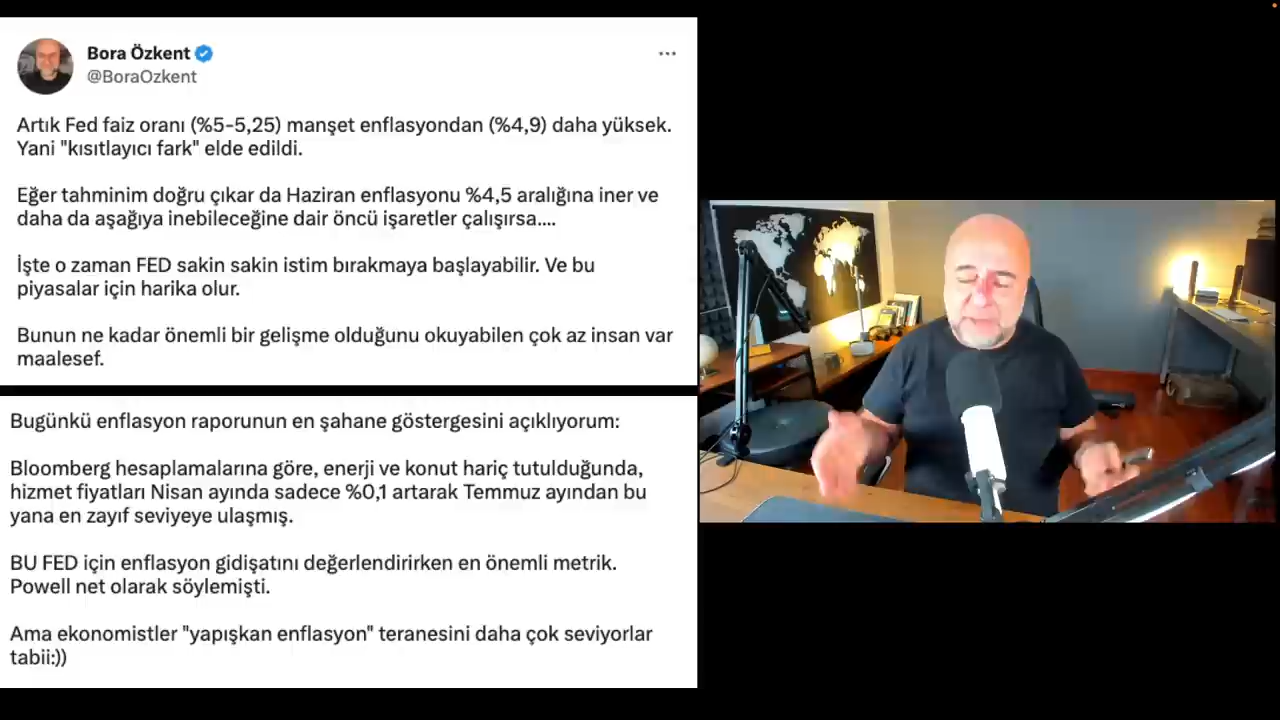 Bora Özkent
@BoraOzkent
Artık Fed faiz oranı (%5-5,25) manşet enflasyondan (%4,9) daha yüksek.
Yani "kısıtlayıcı fark" elde edildi.
Eğer tahminim doğru çıkar da Haziran enflasyonu %4,5 aralığına iner ve
daha da aşağıya inebileceğine dair öncü işaretler çalışırsa....
İşte o zaman FED sakin sakin istim bırakmaya başlayabilir. Ve bu
piyasalar için harika olur.
Bunun ne kadar önemli bir gelişme olduğunu okuyabilen çok az insan var
maalesef.
Bugünkü enflasyon raporunun en şahane göstergesini açıklıyorum:
Bloomberg hesaplamalarına göre, enerji ve konut hariç tutulduğunda,
hizmet fiyatları Nisan ayında sadece %0,1 artarak Temmuz ayından bu
yana en zayıf seviyeye ulaşmış.
BU FED için enflasyon gidişatını değerlendirirken en önemli metrik.
Powell net olarak söylemişti.
Ama ekonomistler "yapışkan enflasyon" teranesini daha çok seviyorlar
tabii:))